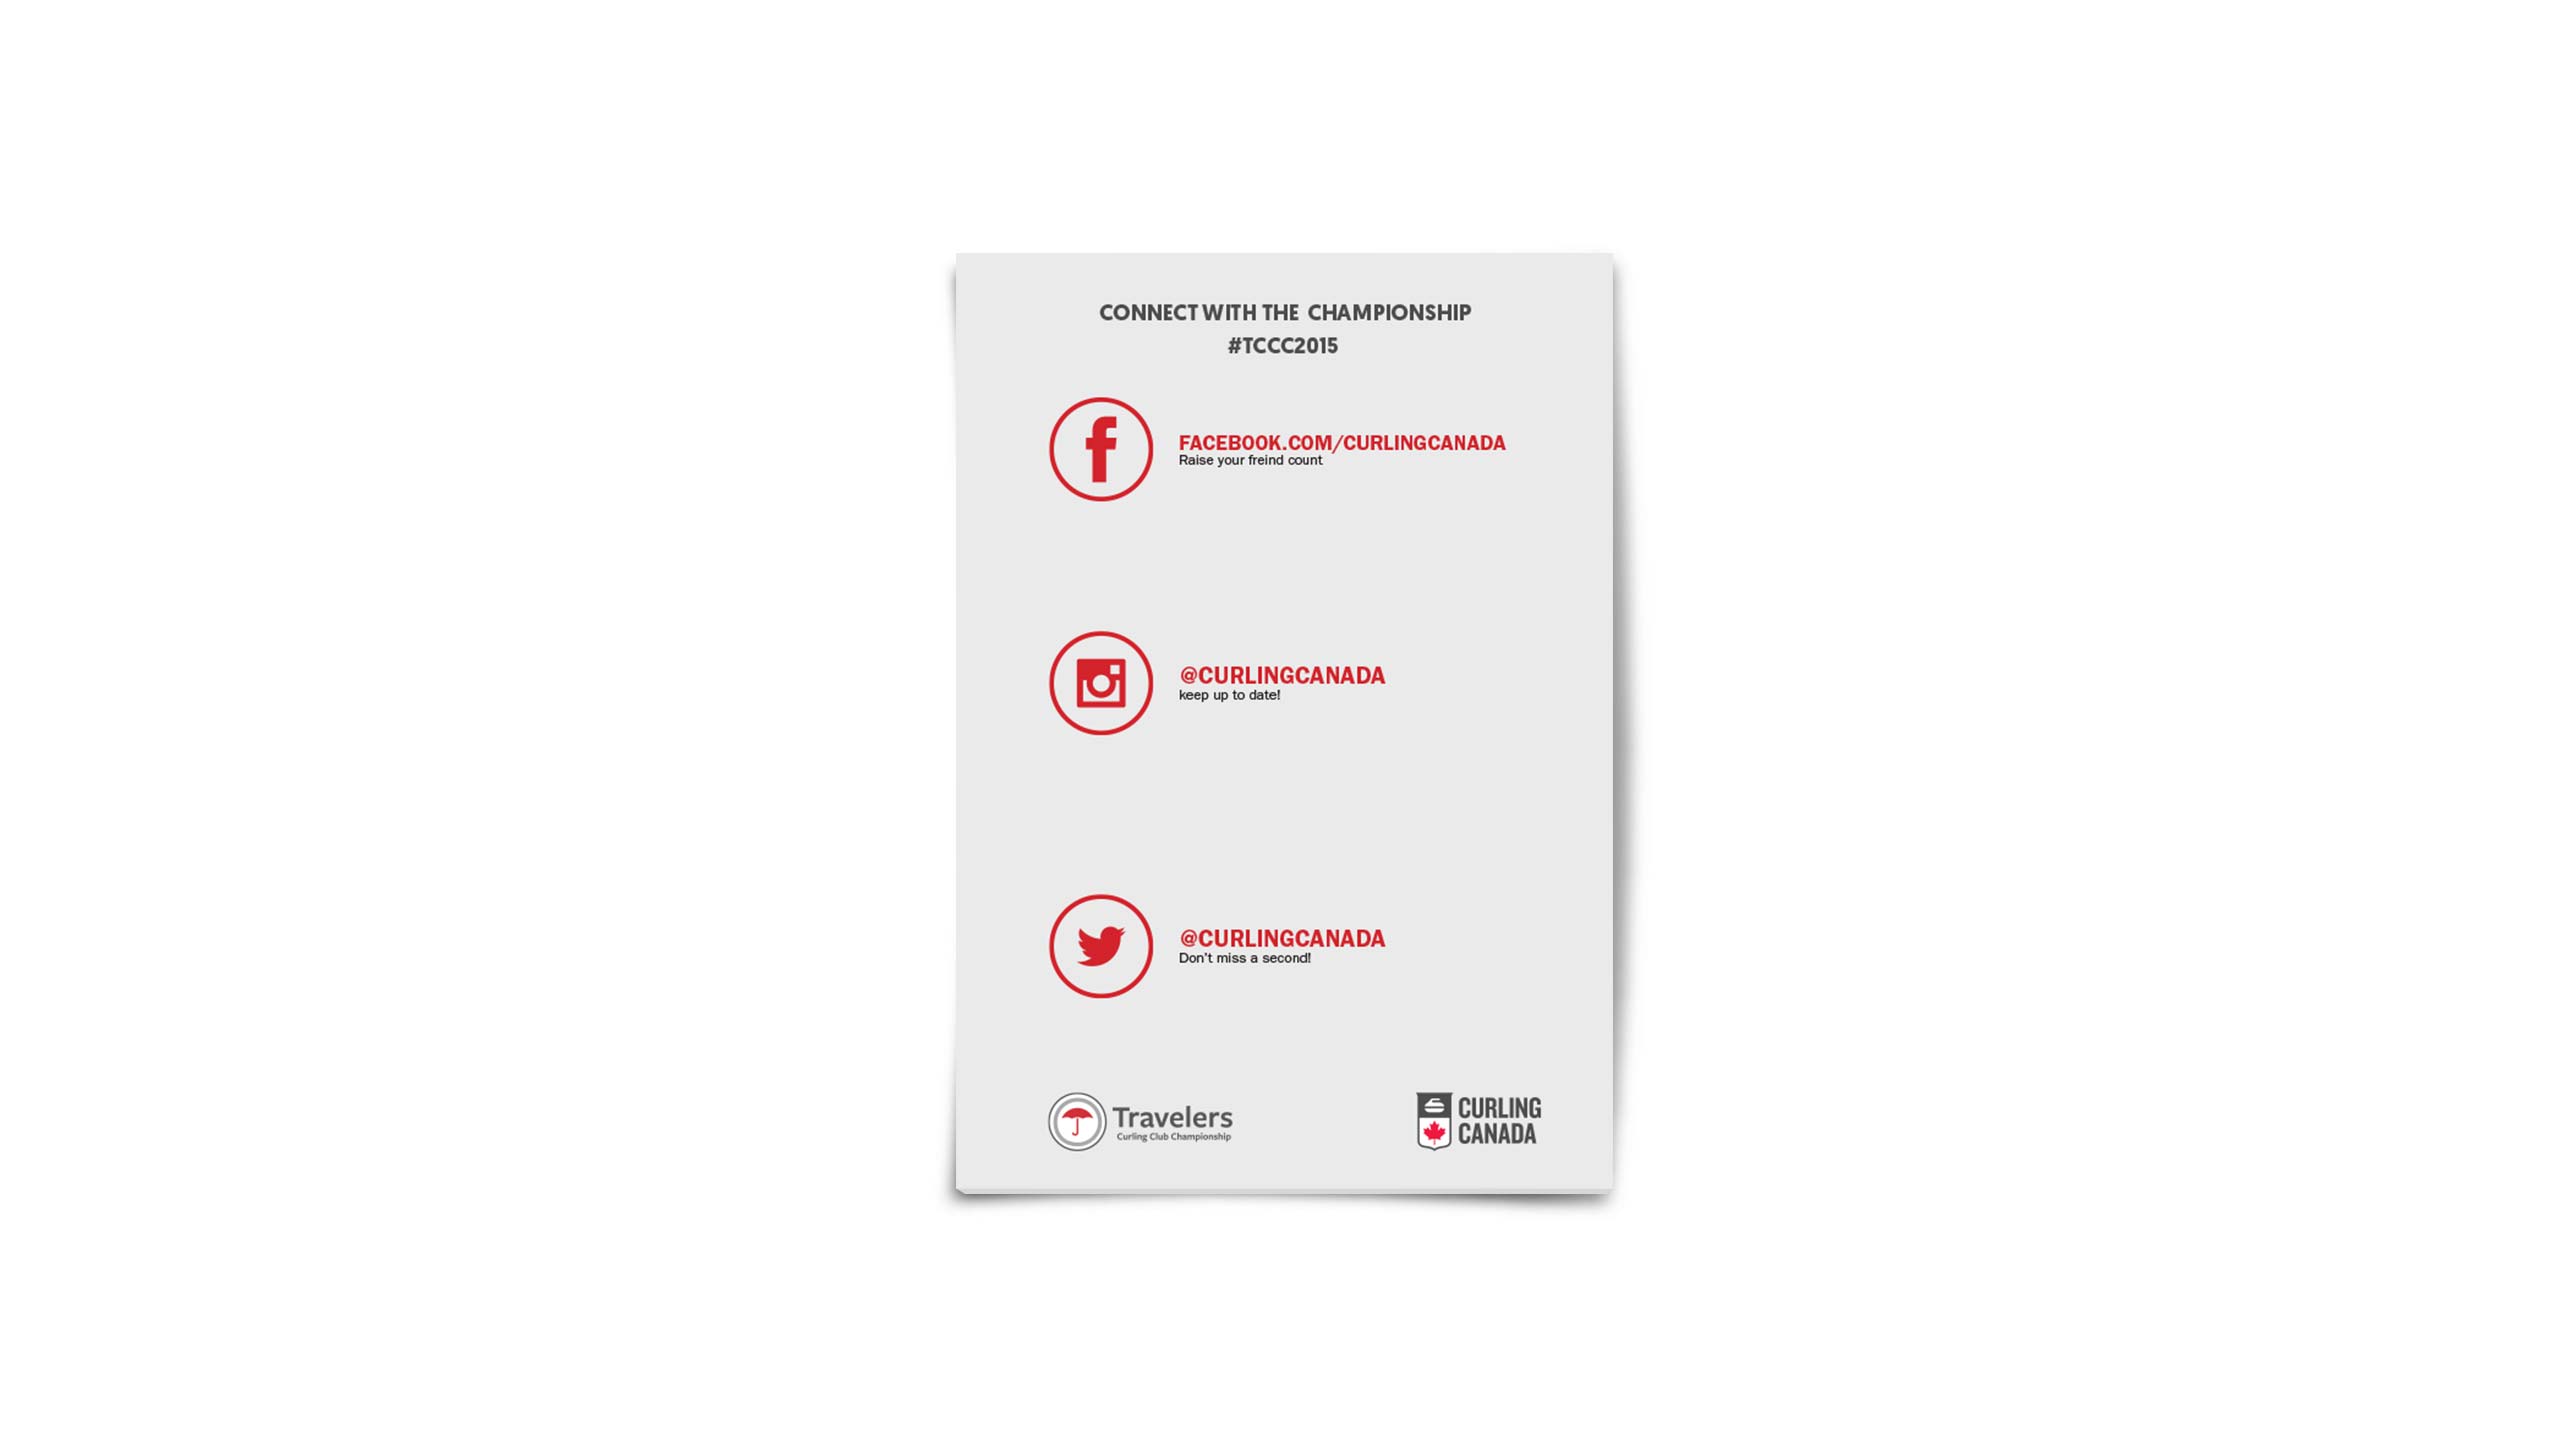 CONNECT WITH THE CHAMPIONSHIP
#TCCC2015
FACEBOOK.COM/CURLINGCANADA
Raise your freind count
@CURLINGCANADA
keep up to date!
@CURLINGCANADA
Don't miss a second!
Travelers
Curling Club Championship
CURLING
CANADA